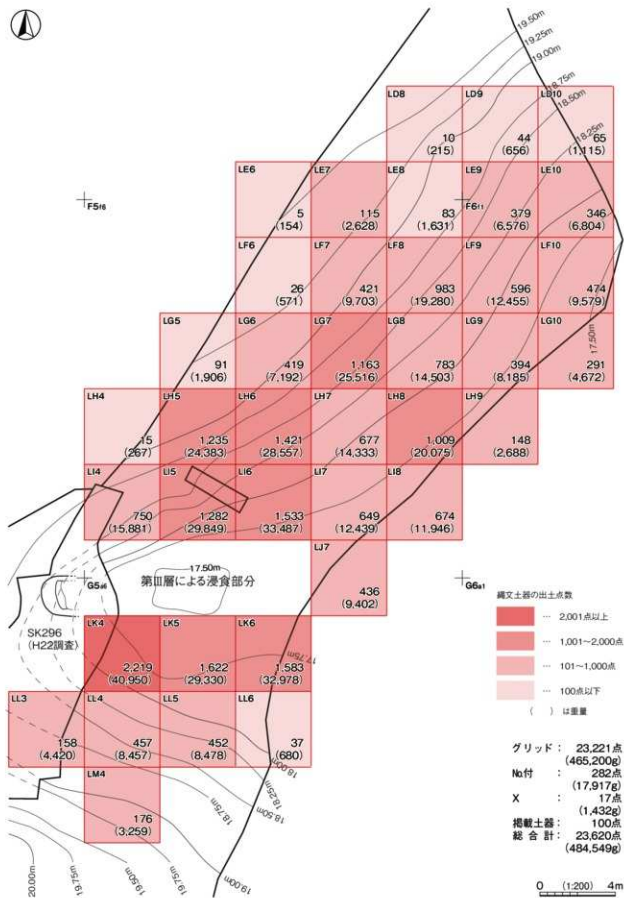 19.50m
19.25m
19.00m
18.75m
18.50m
18.25m
LD8
10
(215)
LD9
44
(656)
LD10
65
(1,115)
LE6
5
(154)
LE7
115
(2,628)
LE8
83
(1,631)
LE9
379
(6,576)
LE10
346
(6,804)
F5f6
F6f1
LF6
26
(571)
LF7
421
(9,703)
LF8
983
(19,280)
LF9
596
(12,455)
LF10
474
(9,579)
LG5
91
(1,906)
LG6
419
(7,192)
LG7
1,163
(25,516)
LG8
783
(14,503)
LG9
394
(8,185)
LG10
291
(4,672)
17.50m
LH4
15
(267)
LH5
1,235
(24,383)
LH6
1,421
(28,557)
LH7
677
(14,333)
LH8
1,009
(20,075)
LH9
148
(2,688)
LI4
750
(15,881)
LI5
1,282
(29,849)
LI6
1,533
(33,487)
LI7
649
(12,439)
LI8
674
(11,946)
17.50m
第Ⅲ層による浸食部分
LJ7
436
(9,402)
G5a6
G6a1
SK296
（H22調査）
LK4
2,219
(40,950)
LK5
1,622
(29,330)
LK6
1,583
(32,978)
17.75m
LL3
158
(4,420)
LL4
457
(8,457)
LL5
452
(8,478)
LL6
37
(680)
LM4
176
(3,259)
18.00m
18.25m
18.50m
18.75m
19.00m
19.75m
19.50m
19.75m
20.00m
縄文土器の出土点数
… 2,001点以上
… 1,001～2,000点
… 101～1,000点
… 100点以下
（ ）は重量
グリッド： 23,221点
(465,200g)
No.付： 282点
(17,917g)
X： 17点
(1,432g)
掲載土器： 100点
総合計： 23,620点
(484,549g)
0 (1:200) 4m